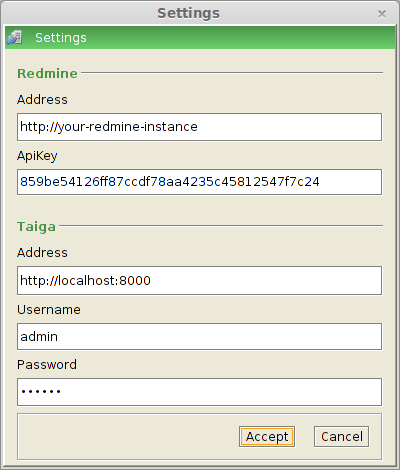 Settings
Settings
Redmine
Address
http://your-redmine-instance
ApiKey
859be54126ff87ccdf78aa4235c45812547f7c24
Taiga
Address
http://localhost:8000
Username
admin
Password
••••••
Accept Cancel